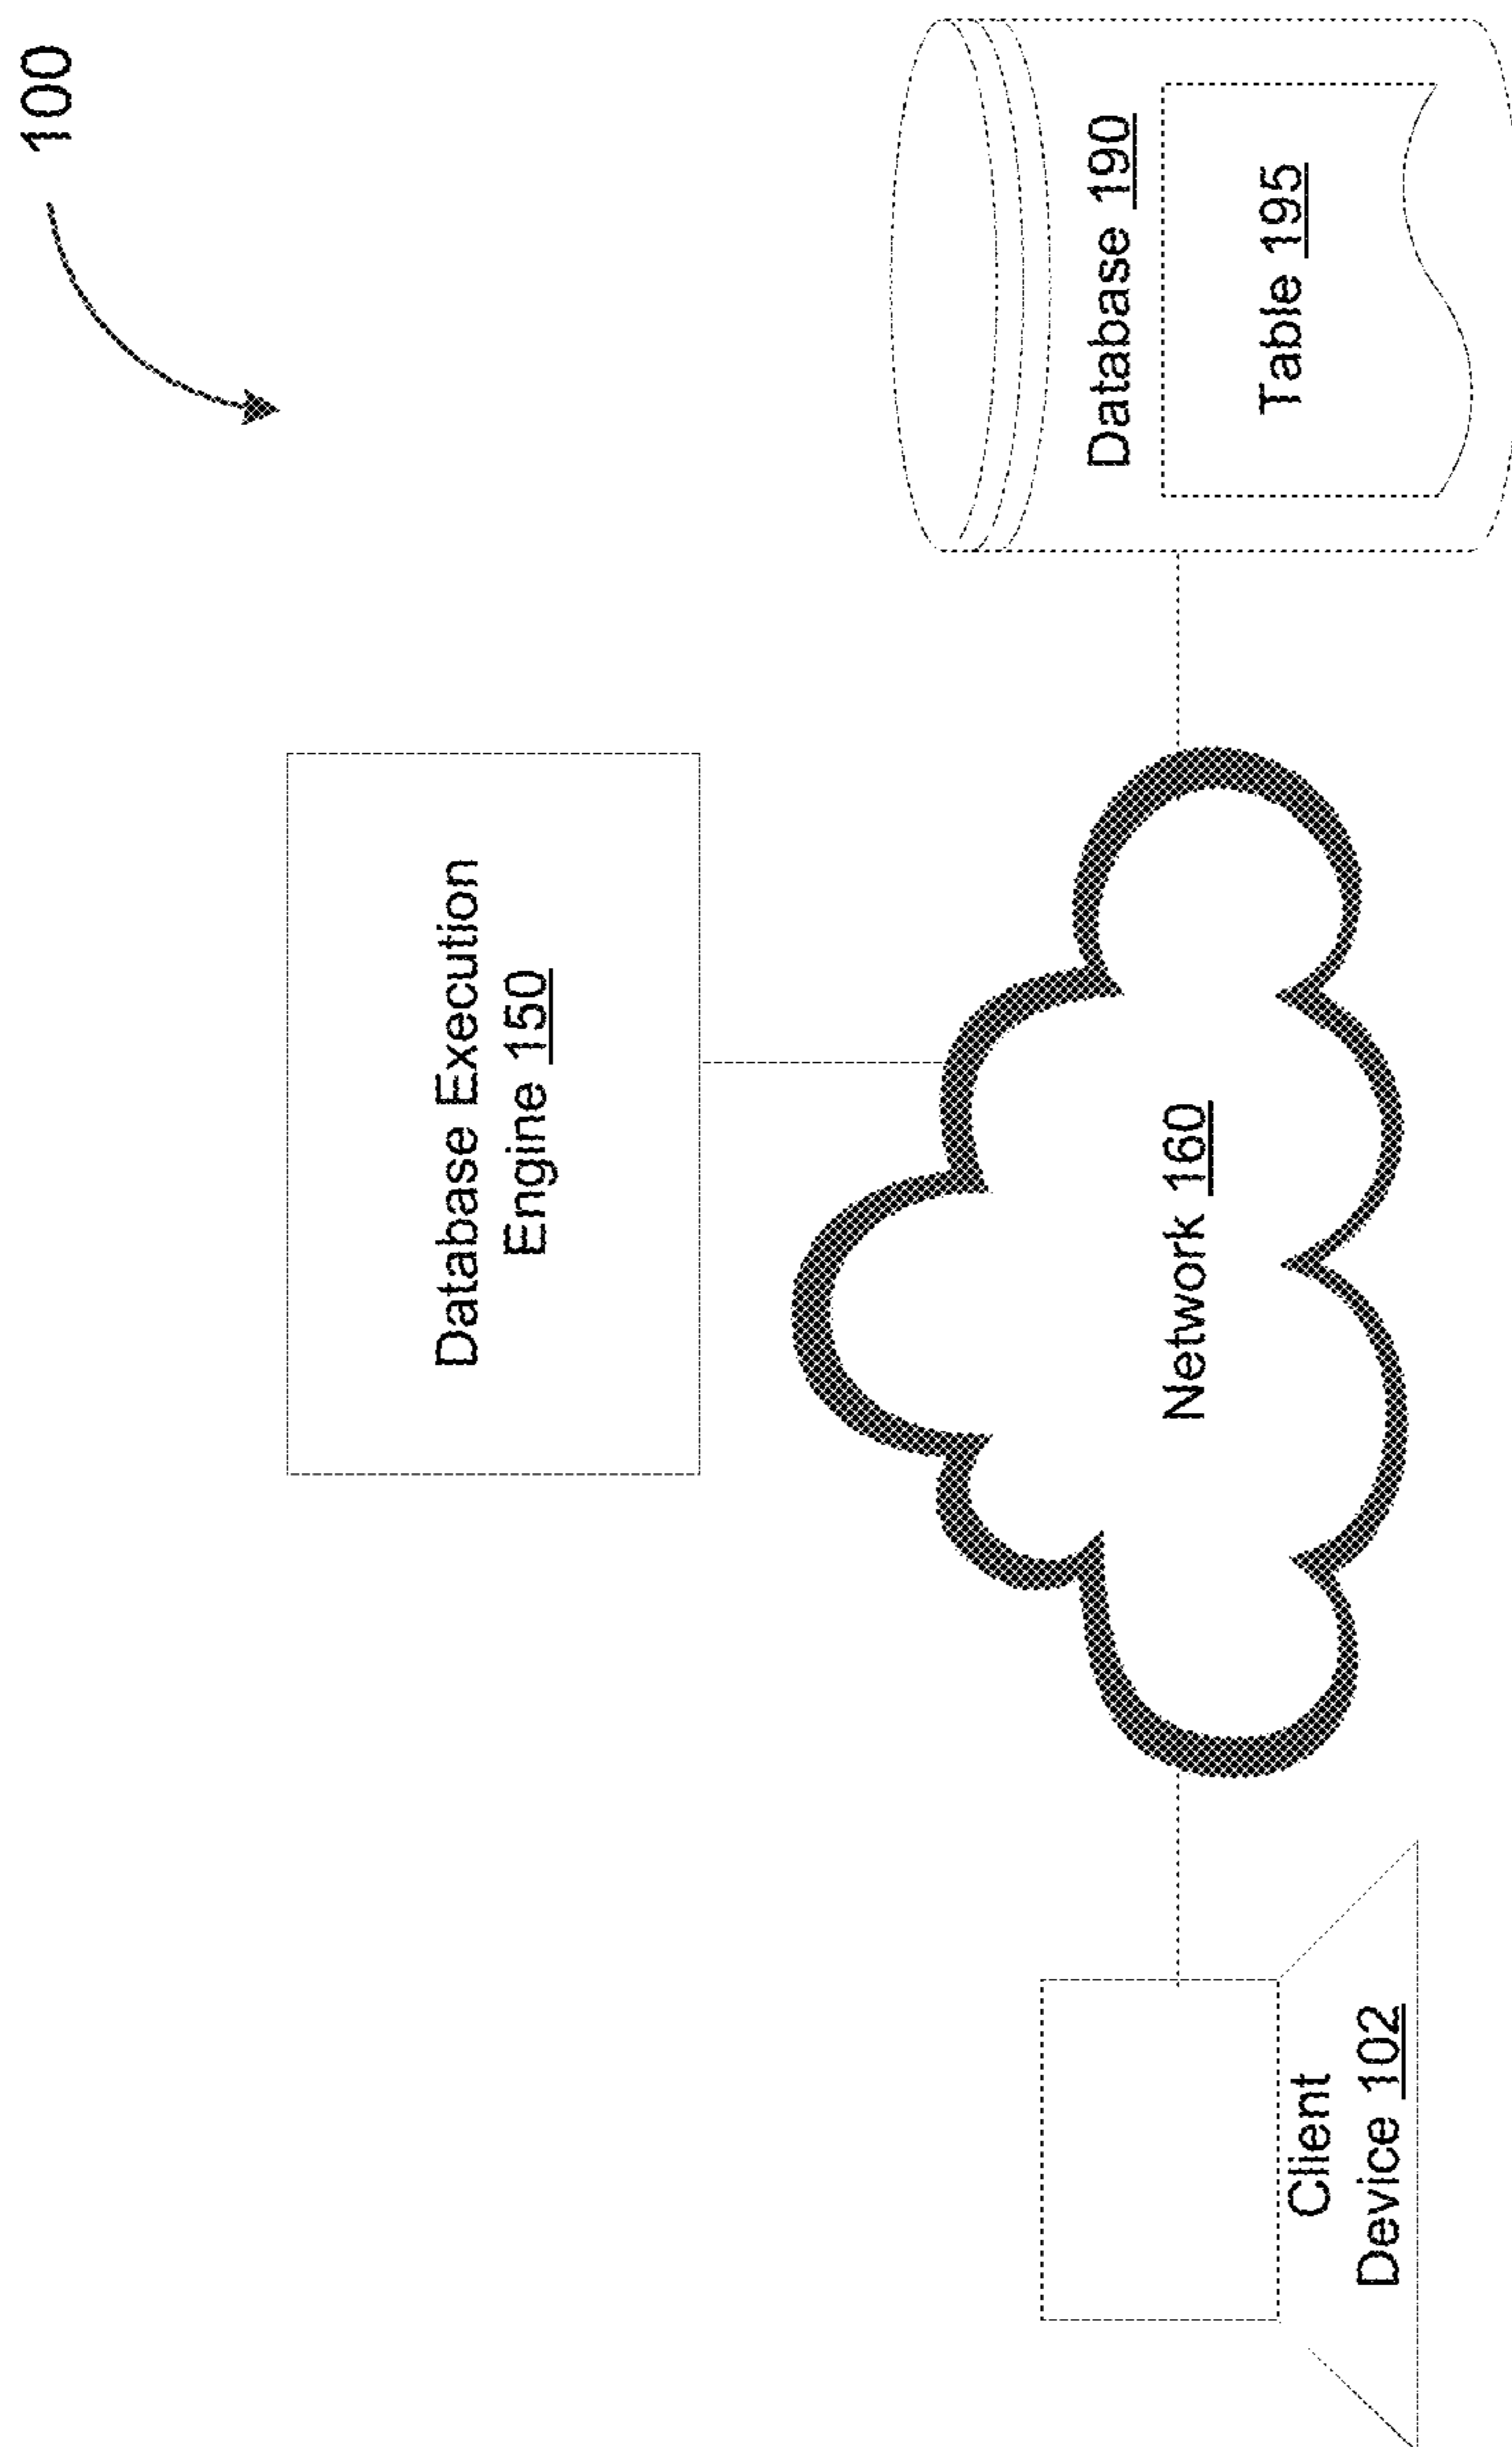 100
Database Execution
Engine 150
Client
Device 102
Network 160
Database 190
Table 195